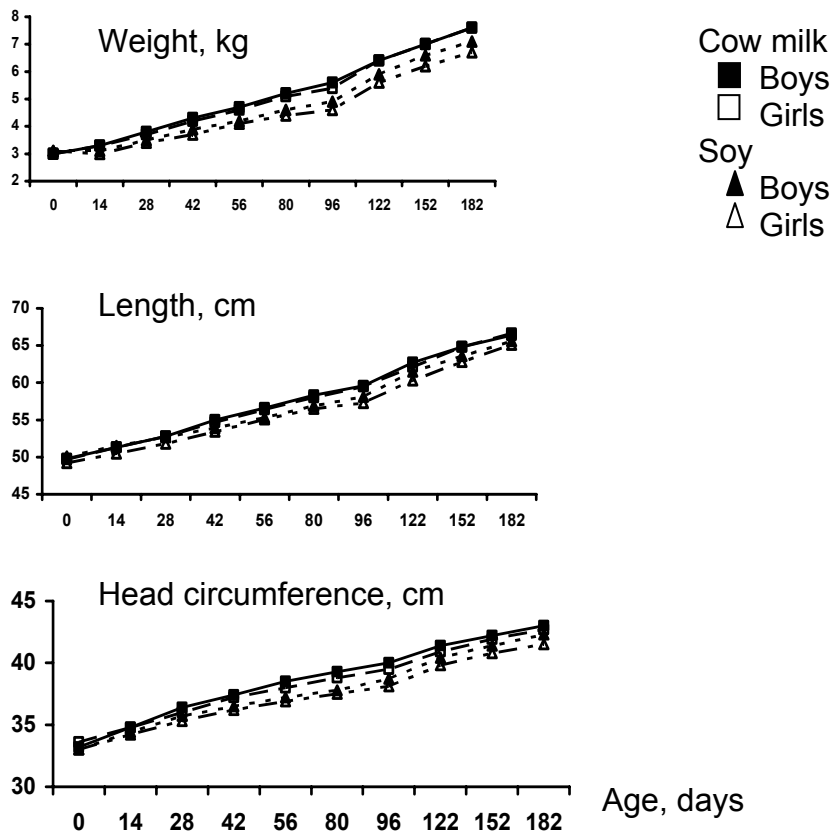 Weight, kg
8
7
6
5
4
3
2
0 14 28 42 56 80 96 122 152 182
Cow milk
Boys
Girls
Soy
Boys
Girls
Length, cm
70
65
60
55
50
45
0 14 28 42 56 80 96 122 152 182
Head circumference, cm
45
40
35
30
0 14 28 42 56 80 96 122 152 182
Age, days